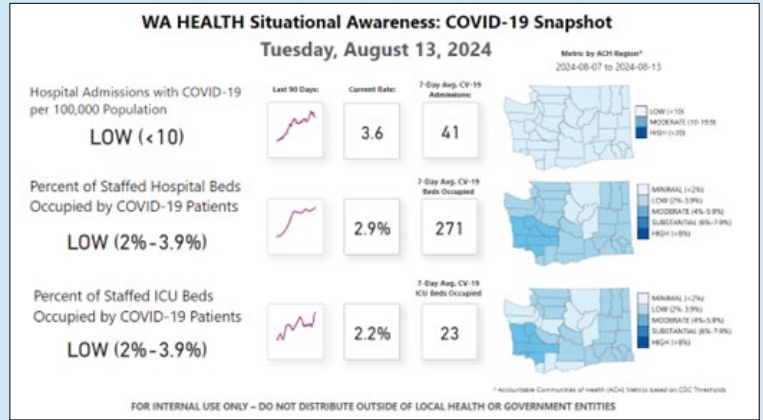 WA HEALTH Situational Awareness: COVID-19 Snapshot
Tuesday, August 13, 2024
Metric by ACH Region*
2024-08-07 to 2024-08-13
Hospital Admissions with COVID-19
per 100,000 Population
LOW (<10)
Last 90 Days:
Current Rate:
3.6
7-Day Avg. CV-19
Admissions:
41
LOW (<10)
MODERATE (10-19.9)
HIGH (>20)
Percent of Staffed Hospital Beds
Occupied by COVID-19 Patients
LOW (2%-3.9%)
2.9%
7-Day Avg. CV-19
Beds Occupied
271
MINIMAL (<2%)
LOW (2%-3.9%)
MODERATE (4%-5.9%)
SUBSTANTIAL (6%-7.9%)
HIGH (>8%)
Percent of Staffed ICU Beds
Occupied by COVID-19 Patients
LOW (2%-3.9%)
2.2%
7-Day Avg. CV-19
ICU Beds Occupied
23
MINIMAL (<2%)
LOW (2%-3.9%)
MODERATE (4%-5.9%)
SUBSTANTIAL (6%-7.9%)
HIGH (>8%)
* Accountable Communities of Health (ACH) Metrics based on CDC Thresholds
FOR INTERNAL USE ONLY – DO NOT DISTRIBUTE OUTSIDE OF LOCAL HEALTH OR GOVERNMENT ENTITIES